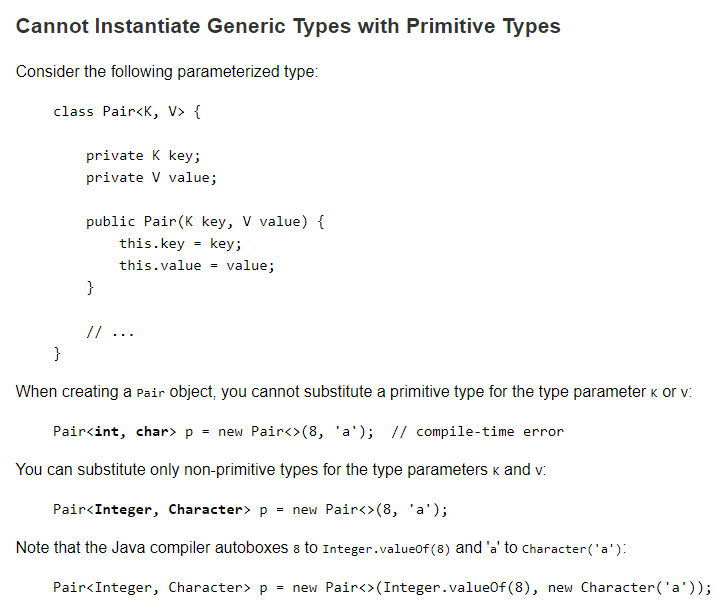 Cannot Instantiate Generic Types with Primitive Types
Consider the following parameterized type:
class Pair<K, V> {
private K key;
private V value;
public Pair(K key, V value) {
this.key = key;
this.value = value;
}
// ...
}
When creating a Pair object, you cannot substitute a primitive type for the type parameter K or V:
Pair<int, char> p = new Pair<>(8, 'a');  // compile-time error
You can substitute only non-primitive types for the type parameters K and V:
Pair<Integer, Character> p = new Pair<>(8, 'a');
Note that the Java compiler autoboxes 8 to Integer.valueOf(8) and 'a' to Character('a'):
Pair<Integer, Character> p = new Pair<>(Integer.valueOf(8), new Character('a'));